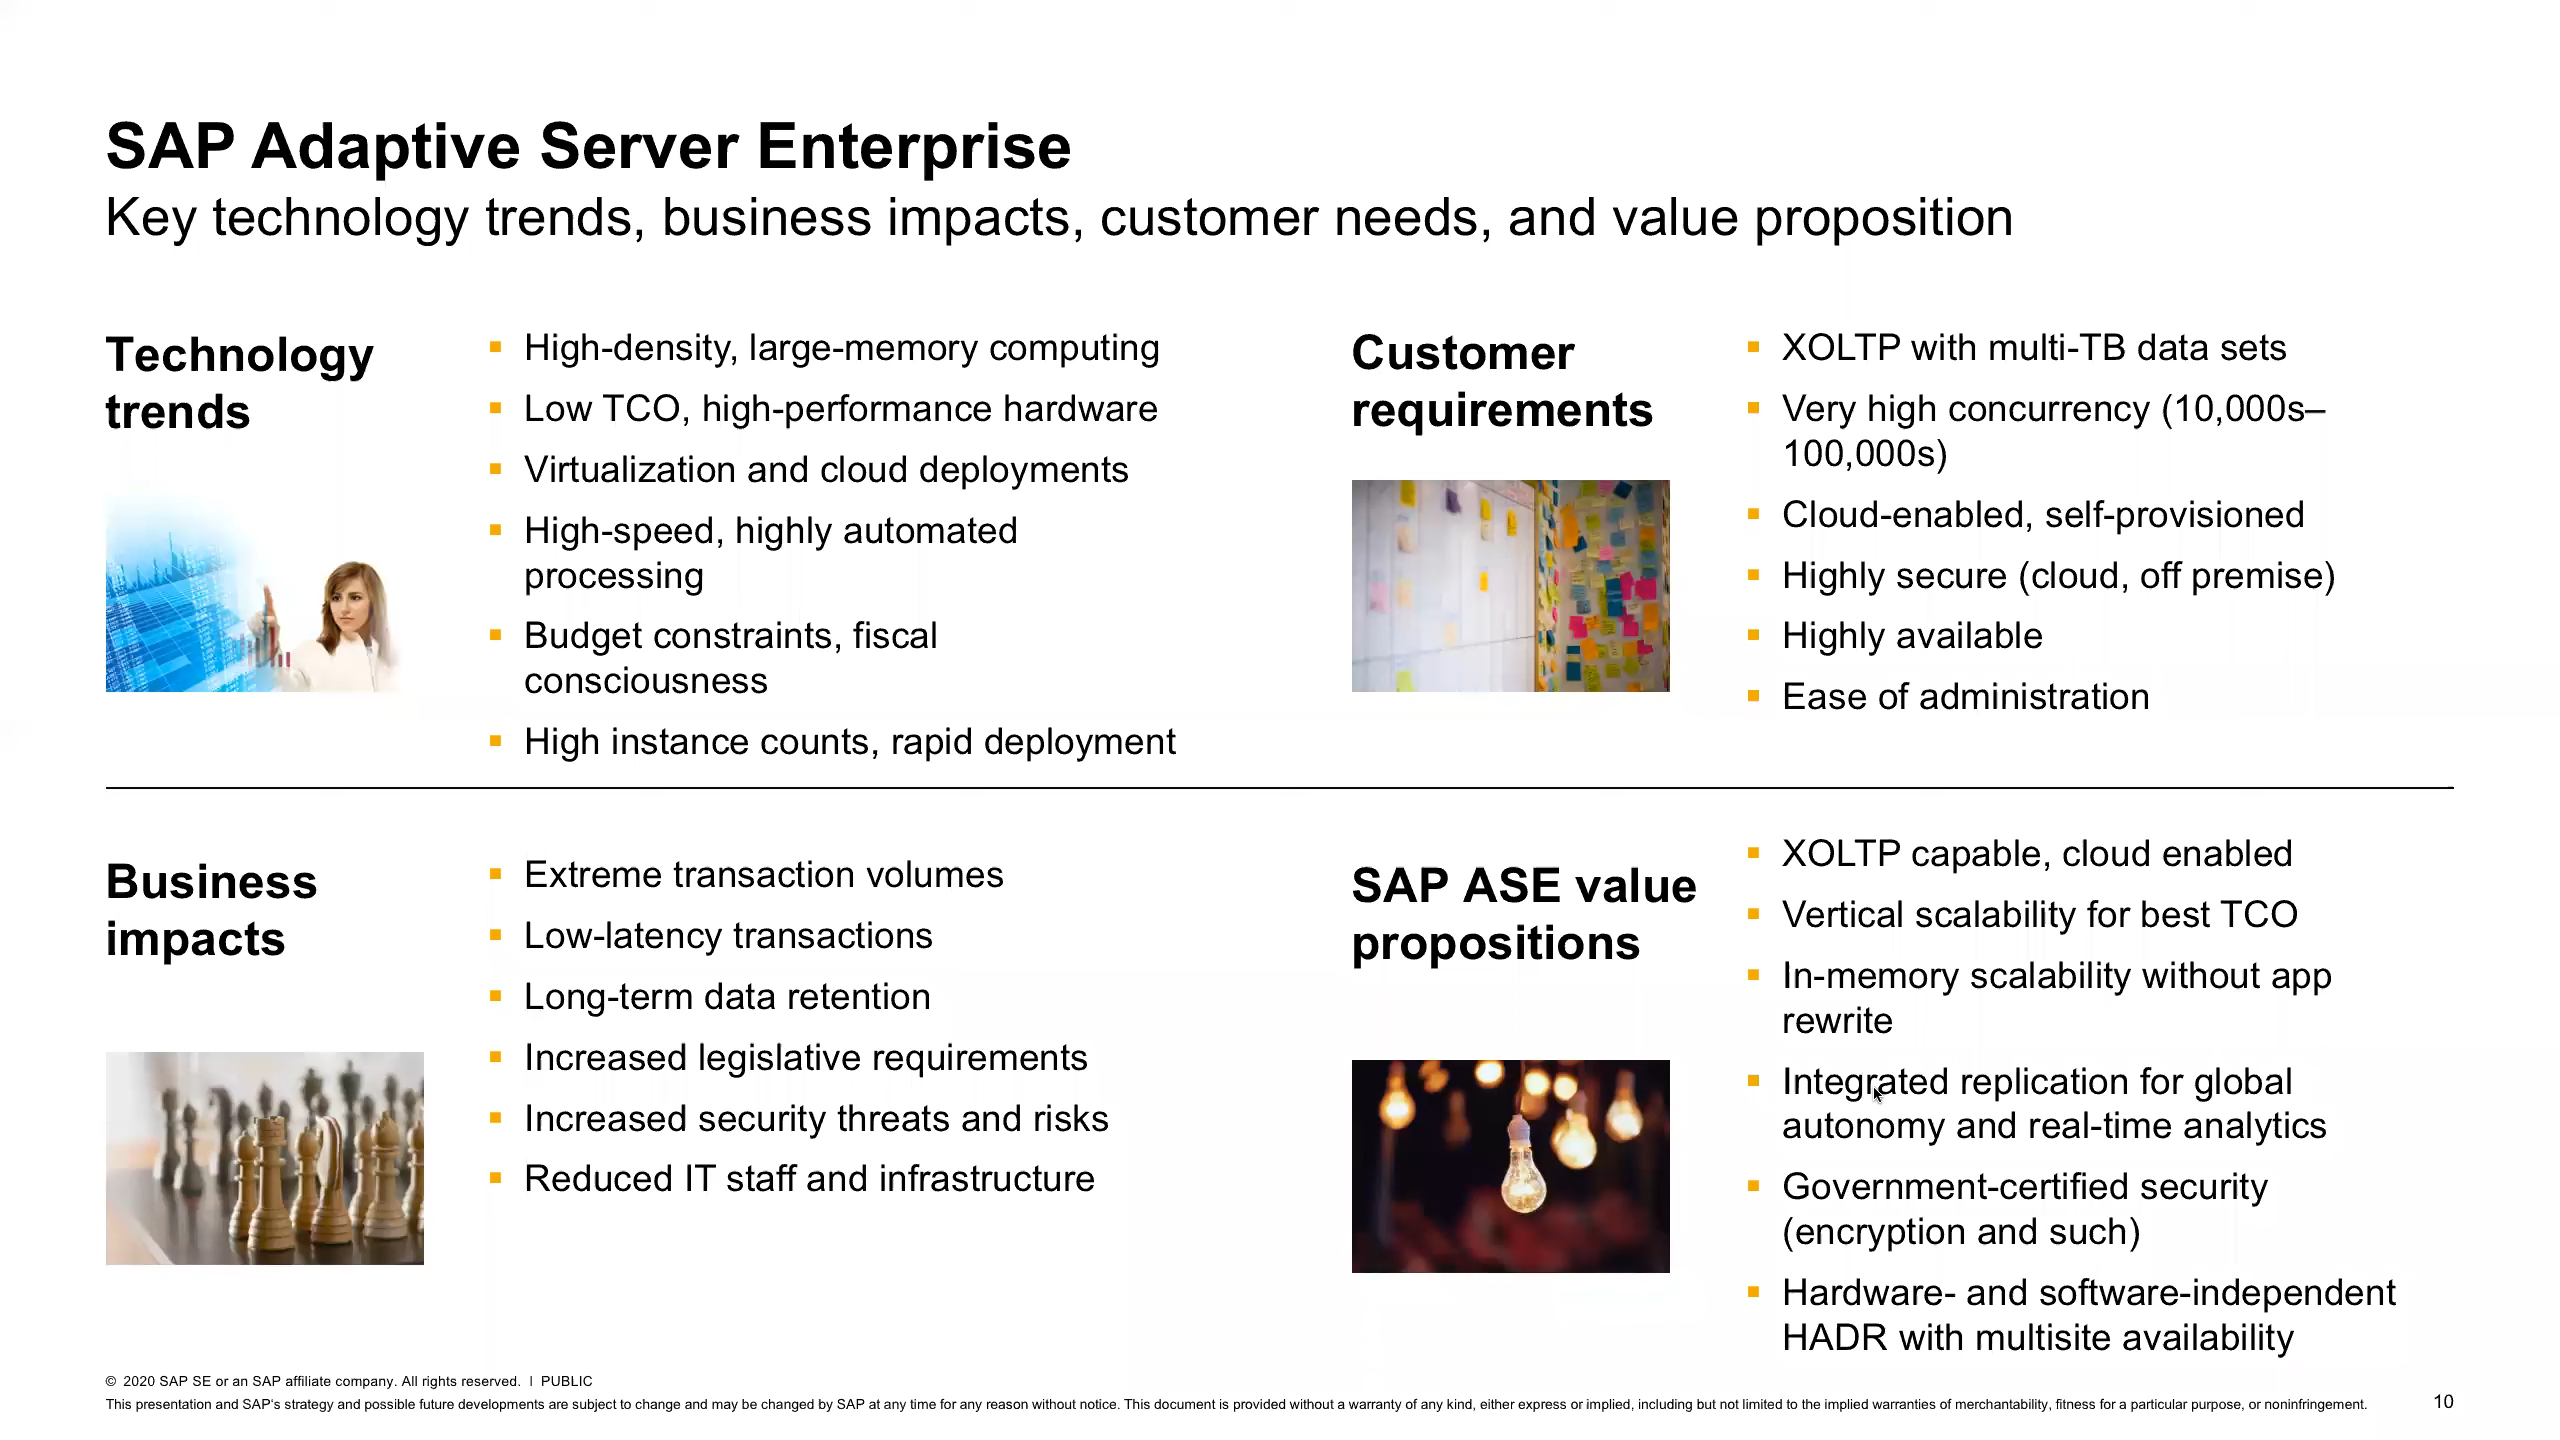 SAP Adaptive Server Enterprise
Key technology trends, business impacts, customer needs, and value proposition
Technology
trends
High-density, large-memory computing
Low TCO, high-performance hardware
Virtualization and cloud deployments
High-speed, highly automated
processing
Budget constraints, fiscal
consciousness
High instance counts, rapid deployment
Customer
requirements
XOLTP with multi-TB data sets
Very high concurrency (10,000s–
100,000s)
Cloud-enabled, self-provisioned
Highly secure (cloud, off premise)
Highly available
Ease of administration
Business
impacts
Extreme transaction volumes
Low-latency transactions
Long-term data retention
Increased legislative requirements
Increased security threats and risks
Reduced IT staff and infrastructure
SAP ASE value
propositions
XOLTP capable, cloud enabled
Vertical scalability for best TCO
In-memory scalability without app
rewrite
Integrated replication for global
autonomy and real-time analytics
Government-certified security
(encryption and such)
Hardware- and software-independent
HADR with multisite availability
© 2020 SAP SE or an SAP affiliate company. All rights reserved. I PUBLIC
This presentation and SAP's strategy and possible future developments are subject to change and may be changed by SAP at any time for any reason without notice. This document is provided without a warranty of any kind, either express or implied, including but not limited to the implied warranties of merchantability, fitness for a particular purpose, or noninfringement.
10